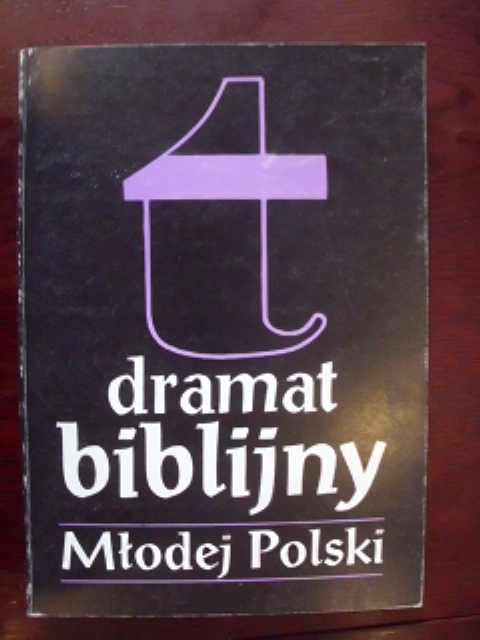 t
dramat
biblijny
Młodej Polski